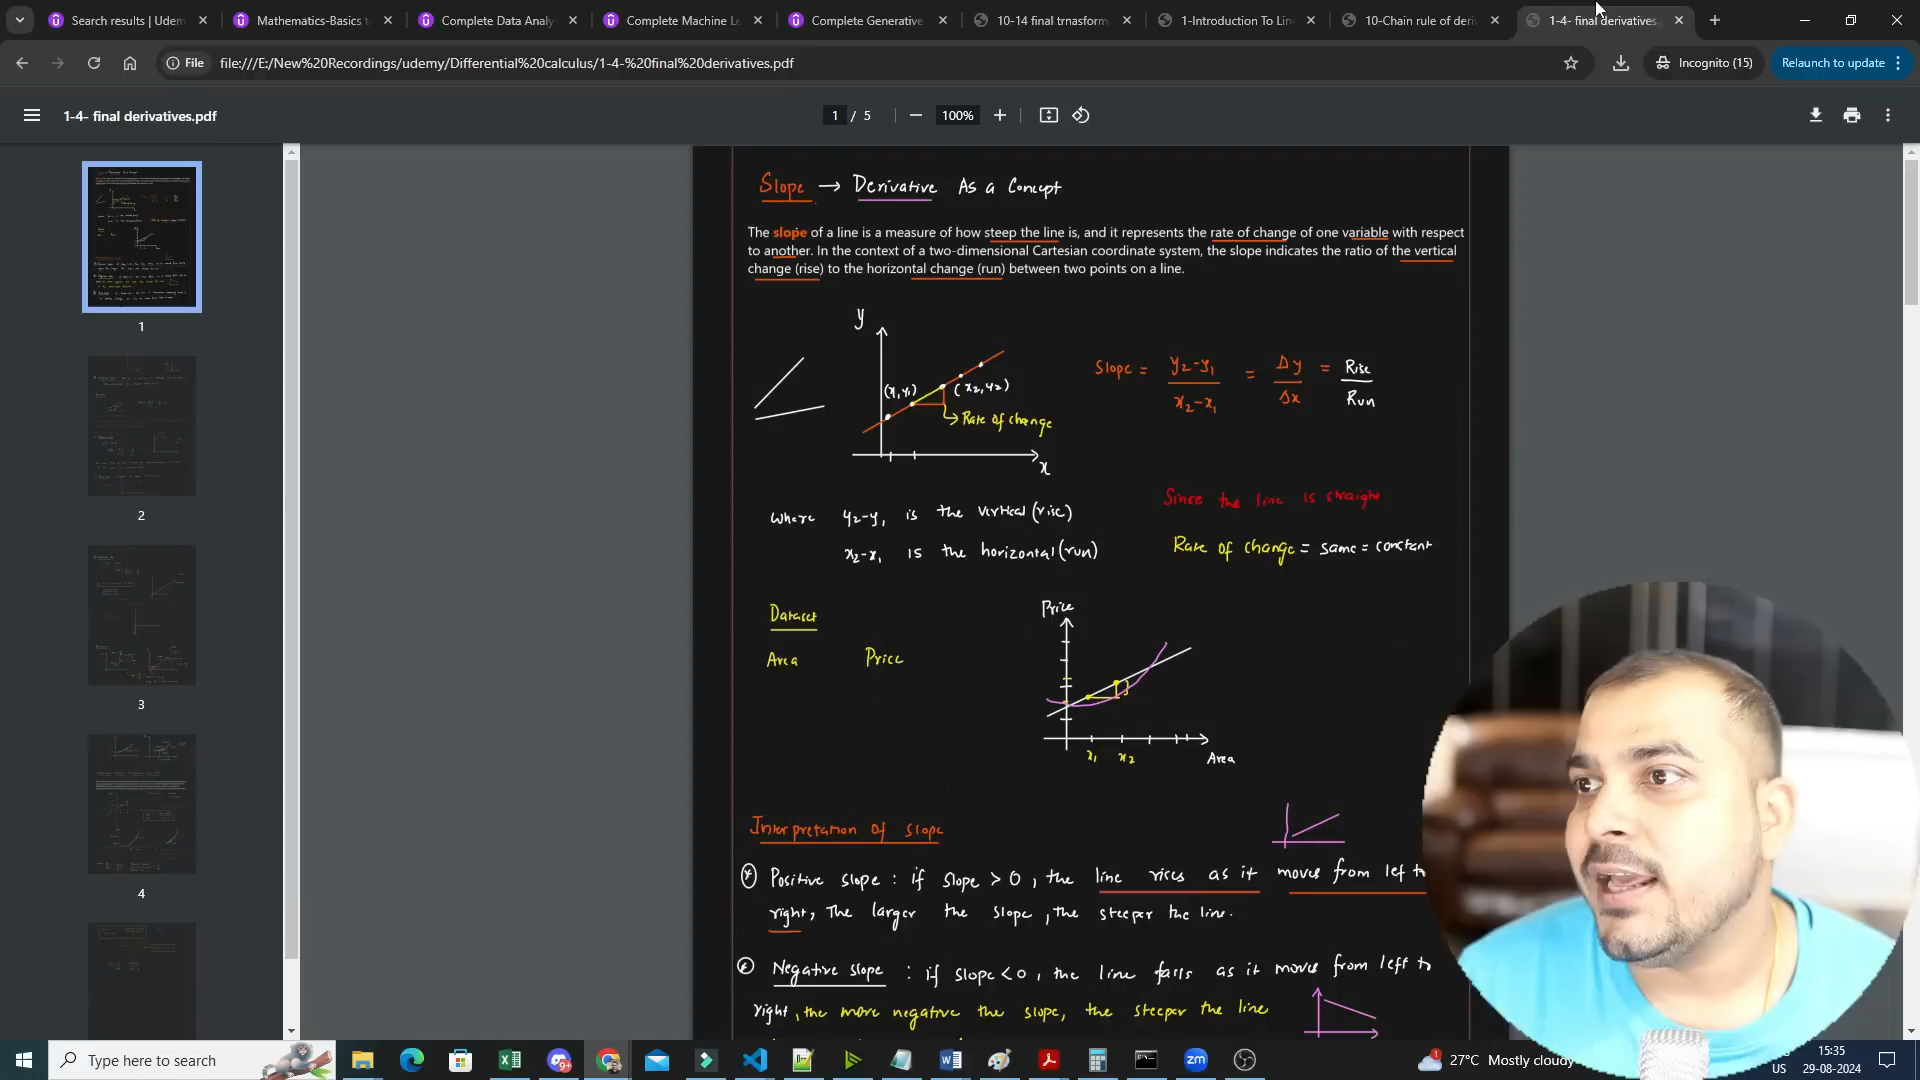 Search results | Udem
Mathematics-Basics t
Complete Data Analy
Complete Machine Le
Complete Generative
10-14 final trnasform
1-Introduction To Lin
10-Chain rule of deri
1-4- final derivatives.
File
file:///E:/New%20Recordings/udemy/Differential%20calculus/1-4-%20final%20derivatives.pdf
Incognito (15)
Relaunch to update
1-4- final derivatives.pdf
1 / 5
100%
1
2
3
4
Slope → Derivative As a Concept
The slope of a line is a measure of how steep the line is, and it represents the rate of change of one variable with respect
to another. In the context of a two-dimensional Cartesian coordinate system, the slope indicates the ratio of the vertical
change (rise) to the horizontal change (run) between two points on a line.
y
(x1, y1)
(x2, y2)
→ Rate of change
x
Slope = y2-y1 / x2-x1 = Δy / Δx = Rise / Run
Where y2-y1 is the vertical (rise)
x2-x1 is the horizontal (run)
Since the line is straight
Rate of change = same = constant
Dataset
Area Price
Price
x1 x2
Area
Interpretation of slope
Positive slope : if slope > 0, the line rises as it moves from lef to
right, The larger the slope, the steeper the line.
Negative slope : if slope < 0, the line falls as it moves from left to
right, the more negative the slope, the steeper the line
Type here to search
9+
zm
1
27°C Mostly cloudy
US
15:35
29-08-2024